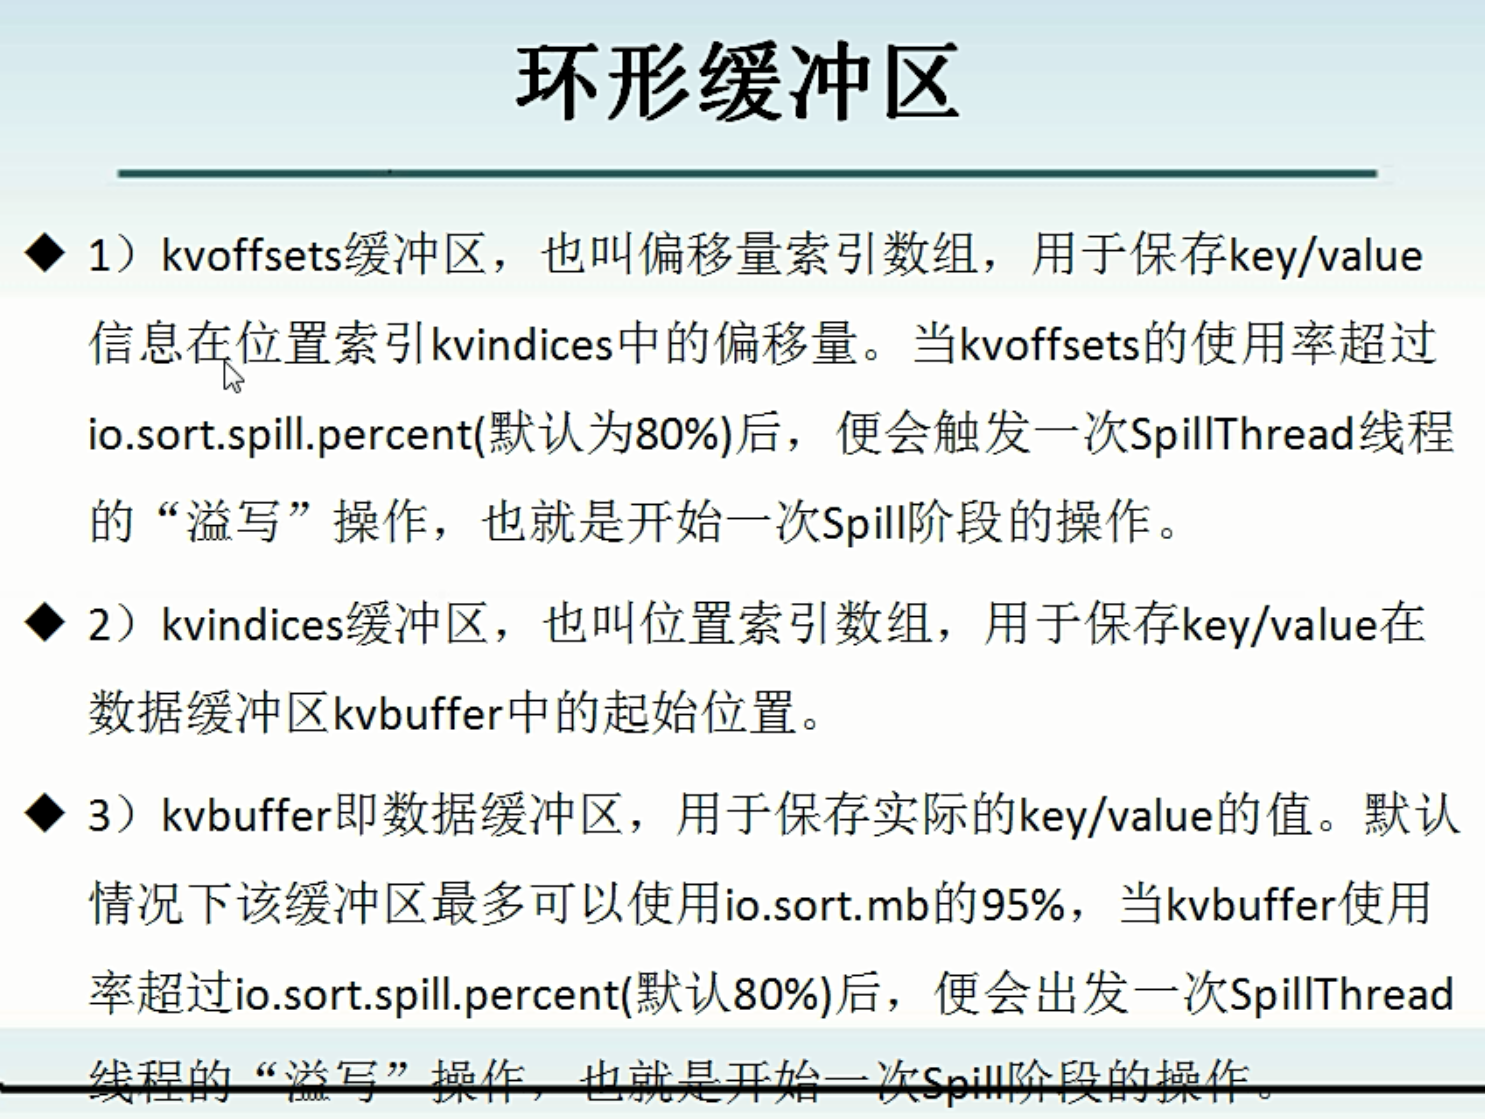 环形缓冲区
◆ 1）kvoffsets缓冲区，也叫偏移量索引数组，用于保存key/value
信息在位置索引kvindices中的偏移量。当kvoffsets的使用率超过
io.sort.spill.percent(默认为80%)后，便会触发一次SpillThread线程
的“溢写”操作，也就是开始一次Spill阶段的操作。
◆ 2）kvindices缓冲区，也叫位置索引数组，用于保存key/value在
数据缓冲区kvbuffer中的起始位置。
◆ 3）kvbuffer即数据缓冲区，用于保存实际的key/value的值。默认
情况下该缓冲区最多可以使用io.sort.mb的95%，当kvbuffer使用
率超过io.sort.spill.percent(默认80%)后，便会出发一次SpillThread
线程的“溢写”操作，也就是开始一次Spill阶段的操作。